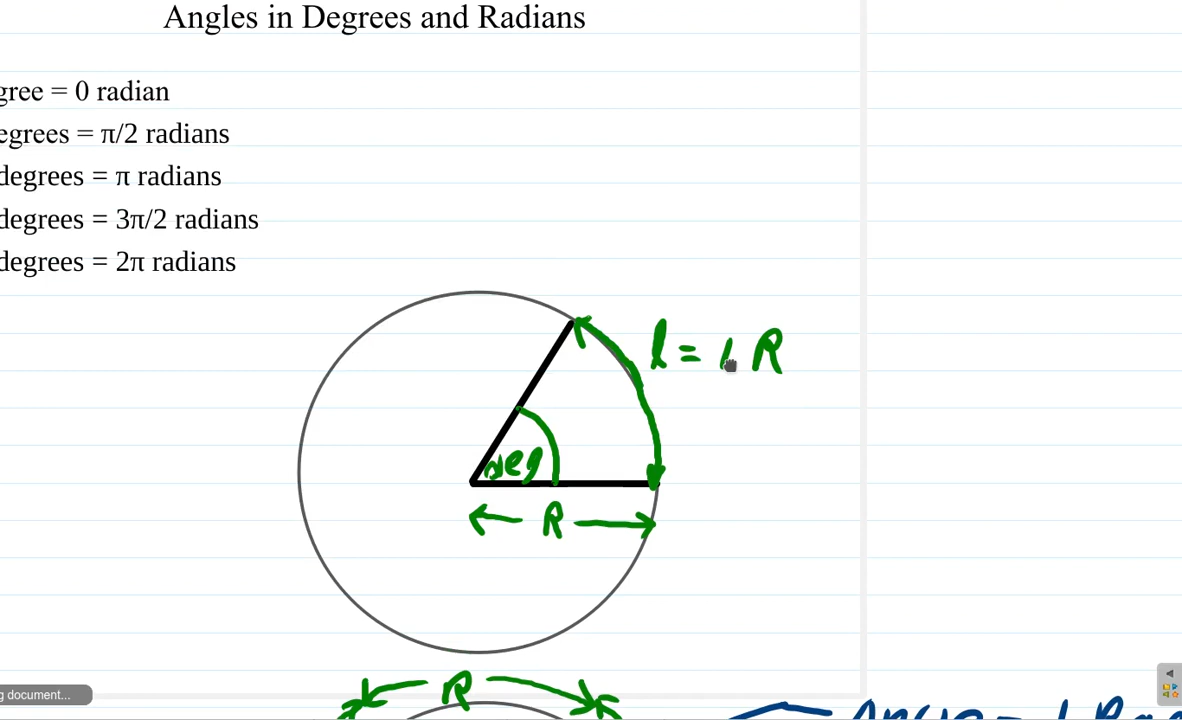 Angles in Degrees and Radians
gree = 0 radian
egrees = π/2 radians
degrees = π radians
degrees = 3π/2 radians
degrees = 2π radians
l = 1 R
deg
R
R
g document...